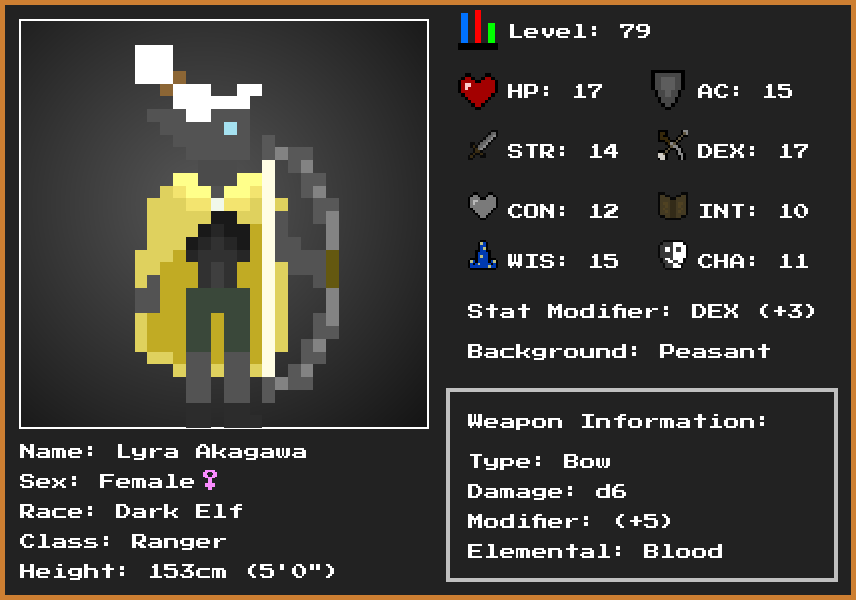 Level: 79
HP: 17 AC: 15
STR: 14 DEX: 17
CON: 12 INT: 10
WIS: 15 CHA: 11
Stat Modifier: DEX (+3)
Background: Peasant
Weapon Information:
Type: Bow
Damage: d6
Modifier: (+5)
Elemental: Blood
Name: Lyra Akagawa
Sex: Female♀
Race: Dark Elf
Class: Ranger
Height: 153cm (5'0")